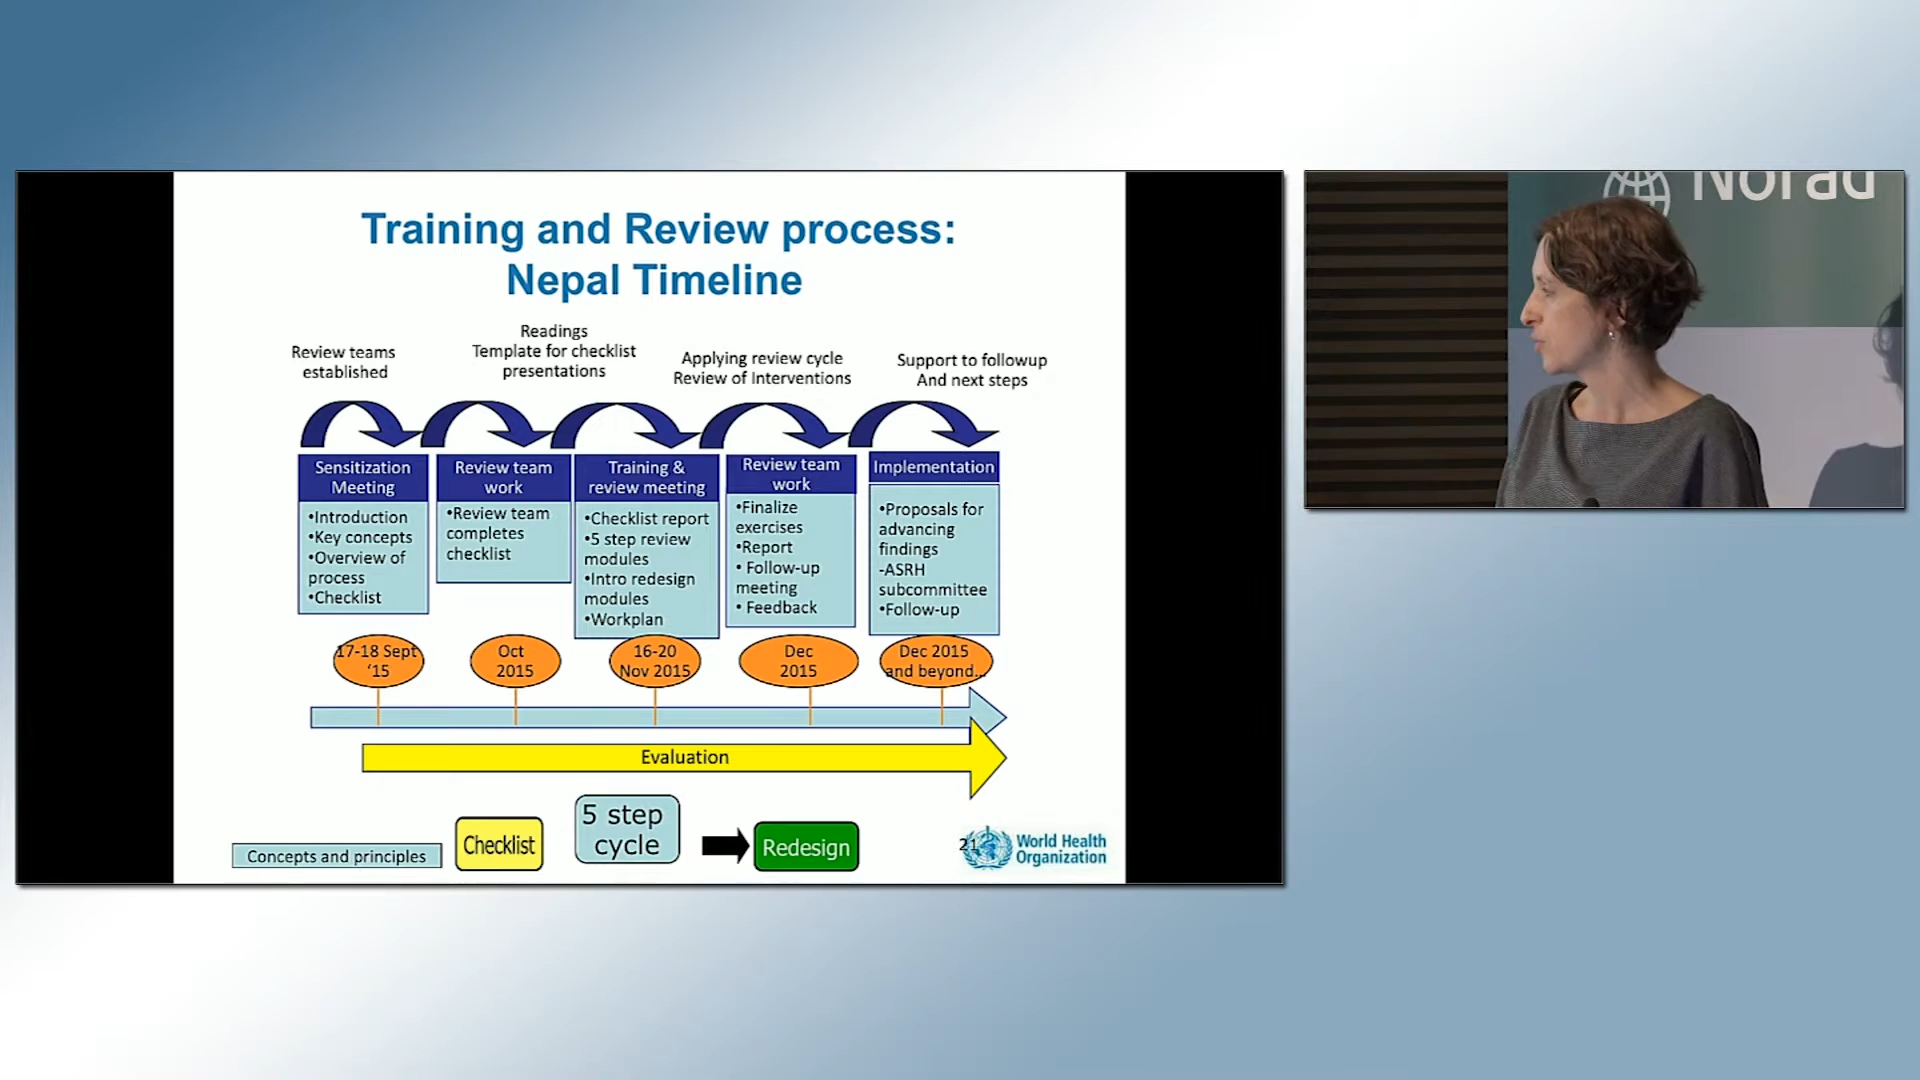 Training and Review process:
Nepal Timeline
Review teams
established
Readings
Template for checklist
presentations
Applying review cycle
Review of Interventions
Support to followup
And next steps
Sensitization
Meeting
•Introduction
•Key concepts
•Overview of
process
•Checklist
Review team
work
•Review team
completes
checklist
Training &
review meeting
•Checklist report
•5 step review
modules
•Intro redesign
modules
•Workplan
Review team
work
•Finalize
exercises
•Report
• Follow-up
meeting
• Feedback
Implementation
•Proposals for
advancing
findings
-ASRH
subcommittee
•Follow-up
17-18 Sept
‘15
Oct
2015
16-20
Nov 2015
Dec
2015
Dec 2015
and beyond...
Evaluation
Concepts and principles
Checklist
5 step
cycle
Redesign
21
World Health
Organization
Norad